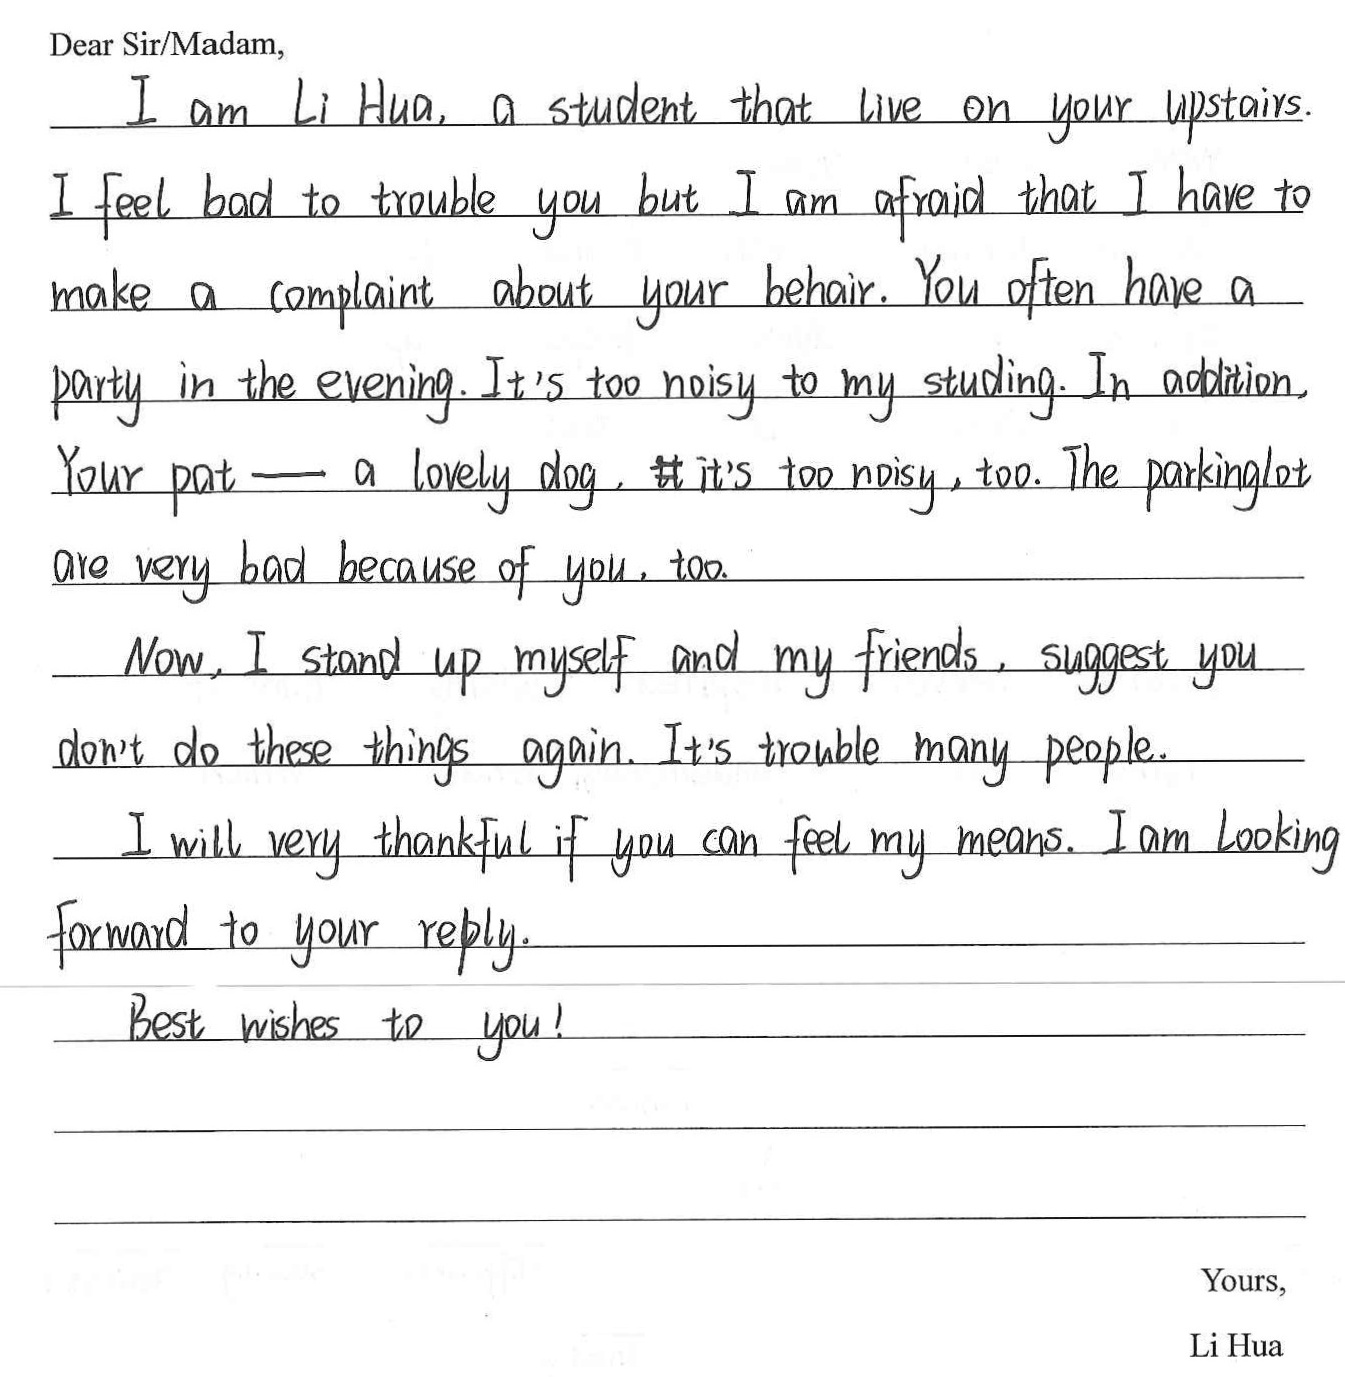 Dear Sir/Madam,
I am Li Hua, a student that live on your upstairs.
I feel bad to trouble you but I am afraid that I have to
make a complaint about your behair. You often have a
party in the evening. It's too noisy to my studing. In addition,
Your pat — a lovely dog, it's too noisy, too. The parkinglot
are very bad because of you, too.
Now, I stand up myself and my friends, suggest you
don't do these things again. It's trouble many people.
I will very thankful if you can feel my means. I am Looking
forward to your reply.
Best wishes to you!
Yours,
Li Hua